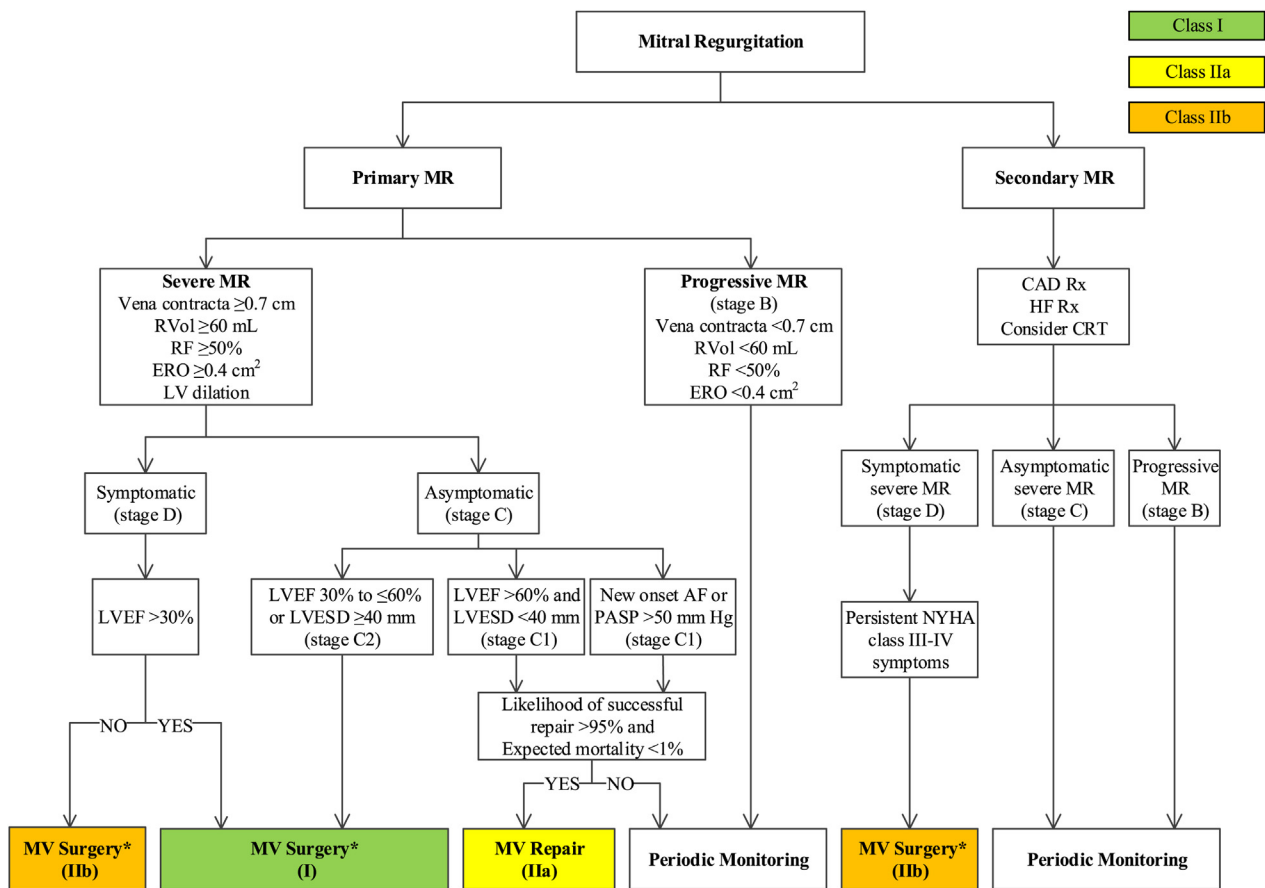 Mitral Regurgitation
Class I
Class IIa
Class IIb
Primary MR
Secondary MR
Severe MR
Vena contracta ≥0.7 cm
RVol ≥60 mL
RF ≥50%
ERO ≥0.4 cm²
LV dilation
Progressive MR
(stage B)
Vena contracta <0.7 cm
RVol <60 mL
RF <50%
ERO <0.4 cm²
CAD Rx
HF Rx
Consider CRT
Symptomatic
(stage D)
Asymptomatic
(stage C)
Symptomatic
severe MR
(stage D)
Asymptomatic
severe MR
(stage C)
Progressive
MR
(stage B)
LVEF >30%
LVEF 30% to ≤60%
or LVESD ≥40 mm
(stage C2)
LVEF >60% and
LVESD <40 mm
(stage C1)
New onset AF or
PASP >50 mm Hg
(stage C1)
Persistent NYHA
class III-IV
symptoms
Likelihood of successful
repair >95% and
Expected mortality <1%
NO
YES
YES
NO
MV Surgery*
(IIb)
MV Surgery*
(I)
MV Repair
(IIa)
Periodic Monitoring
MV Surgery*
(IIb)
Periodic Monitoring